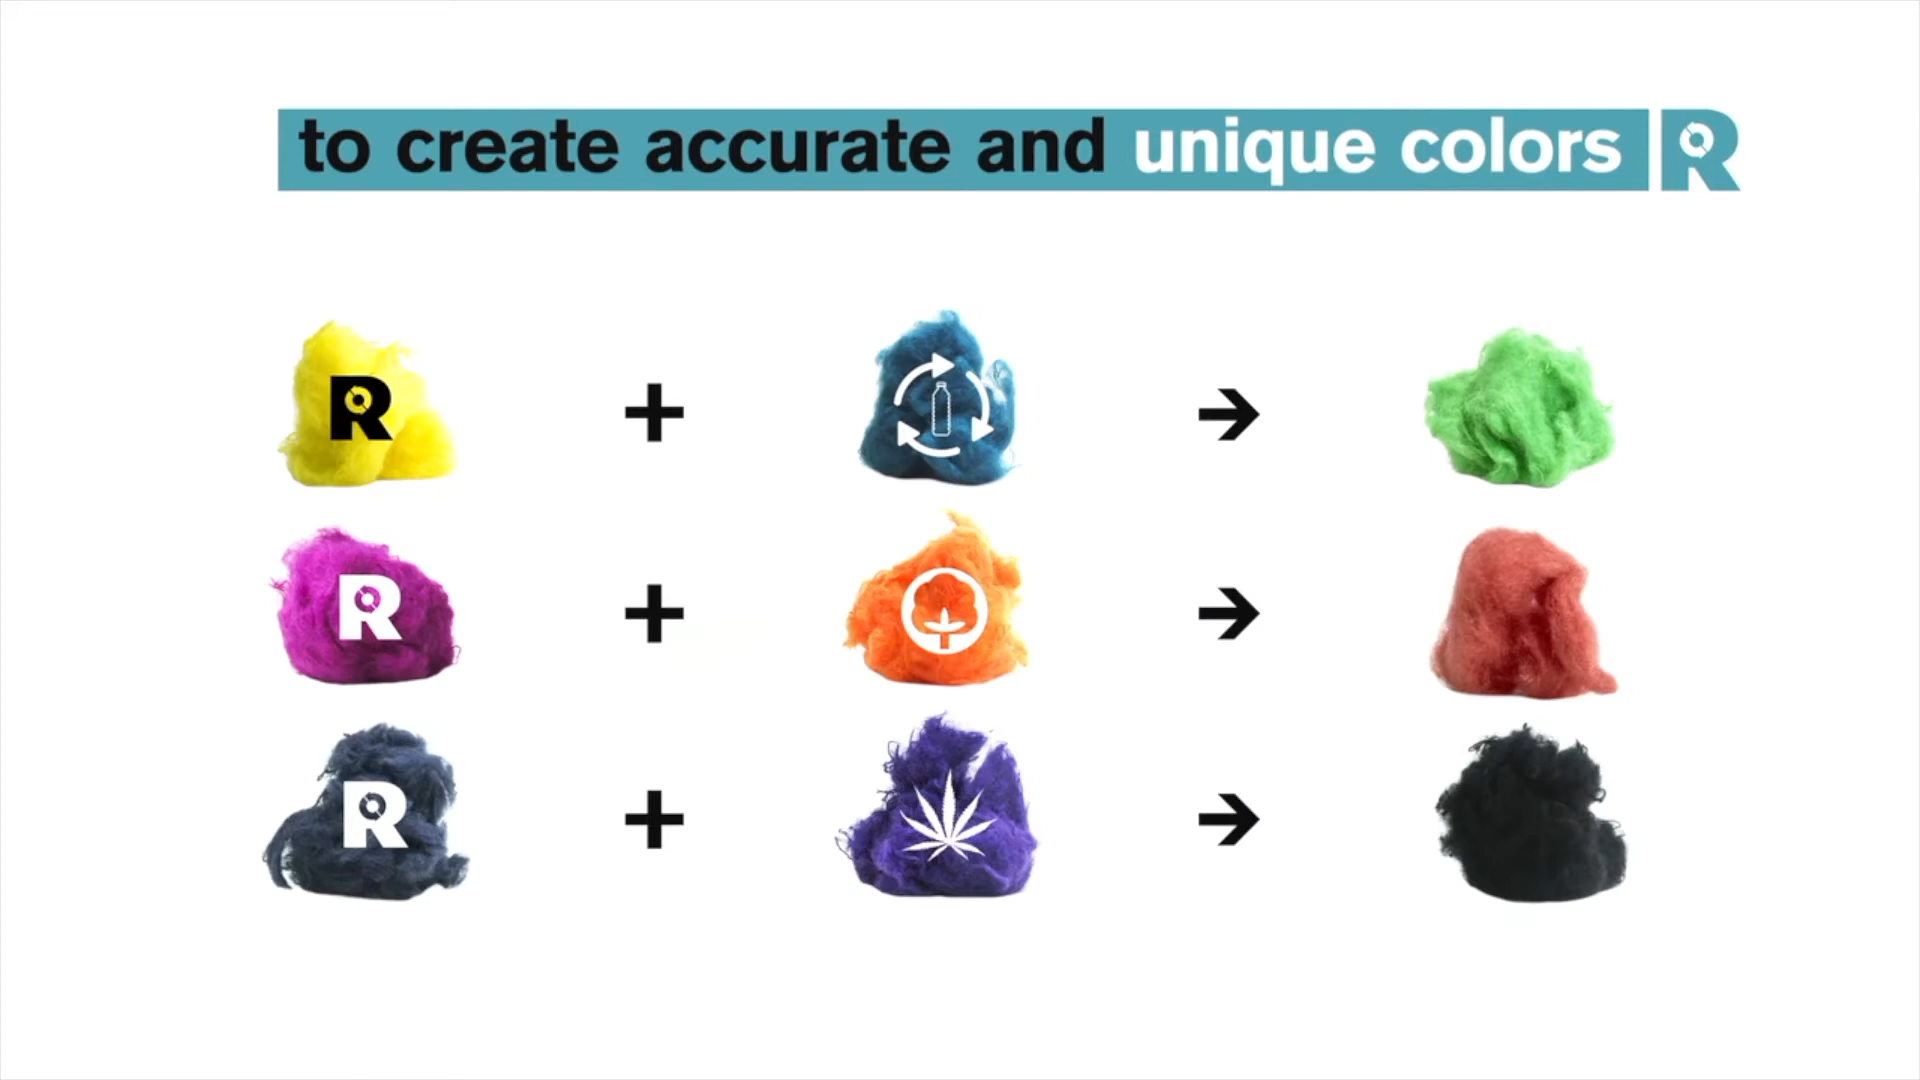 to create accurate and unique colors R
R + →
R + →
R + →